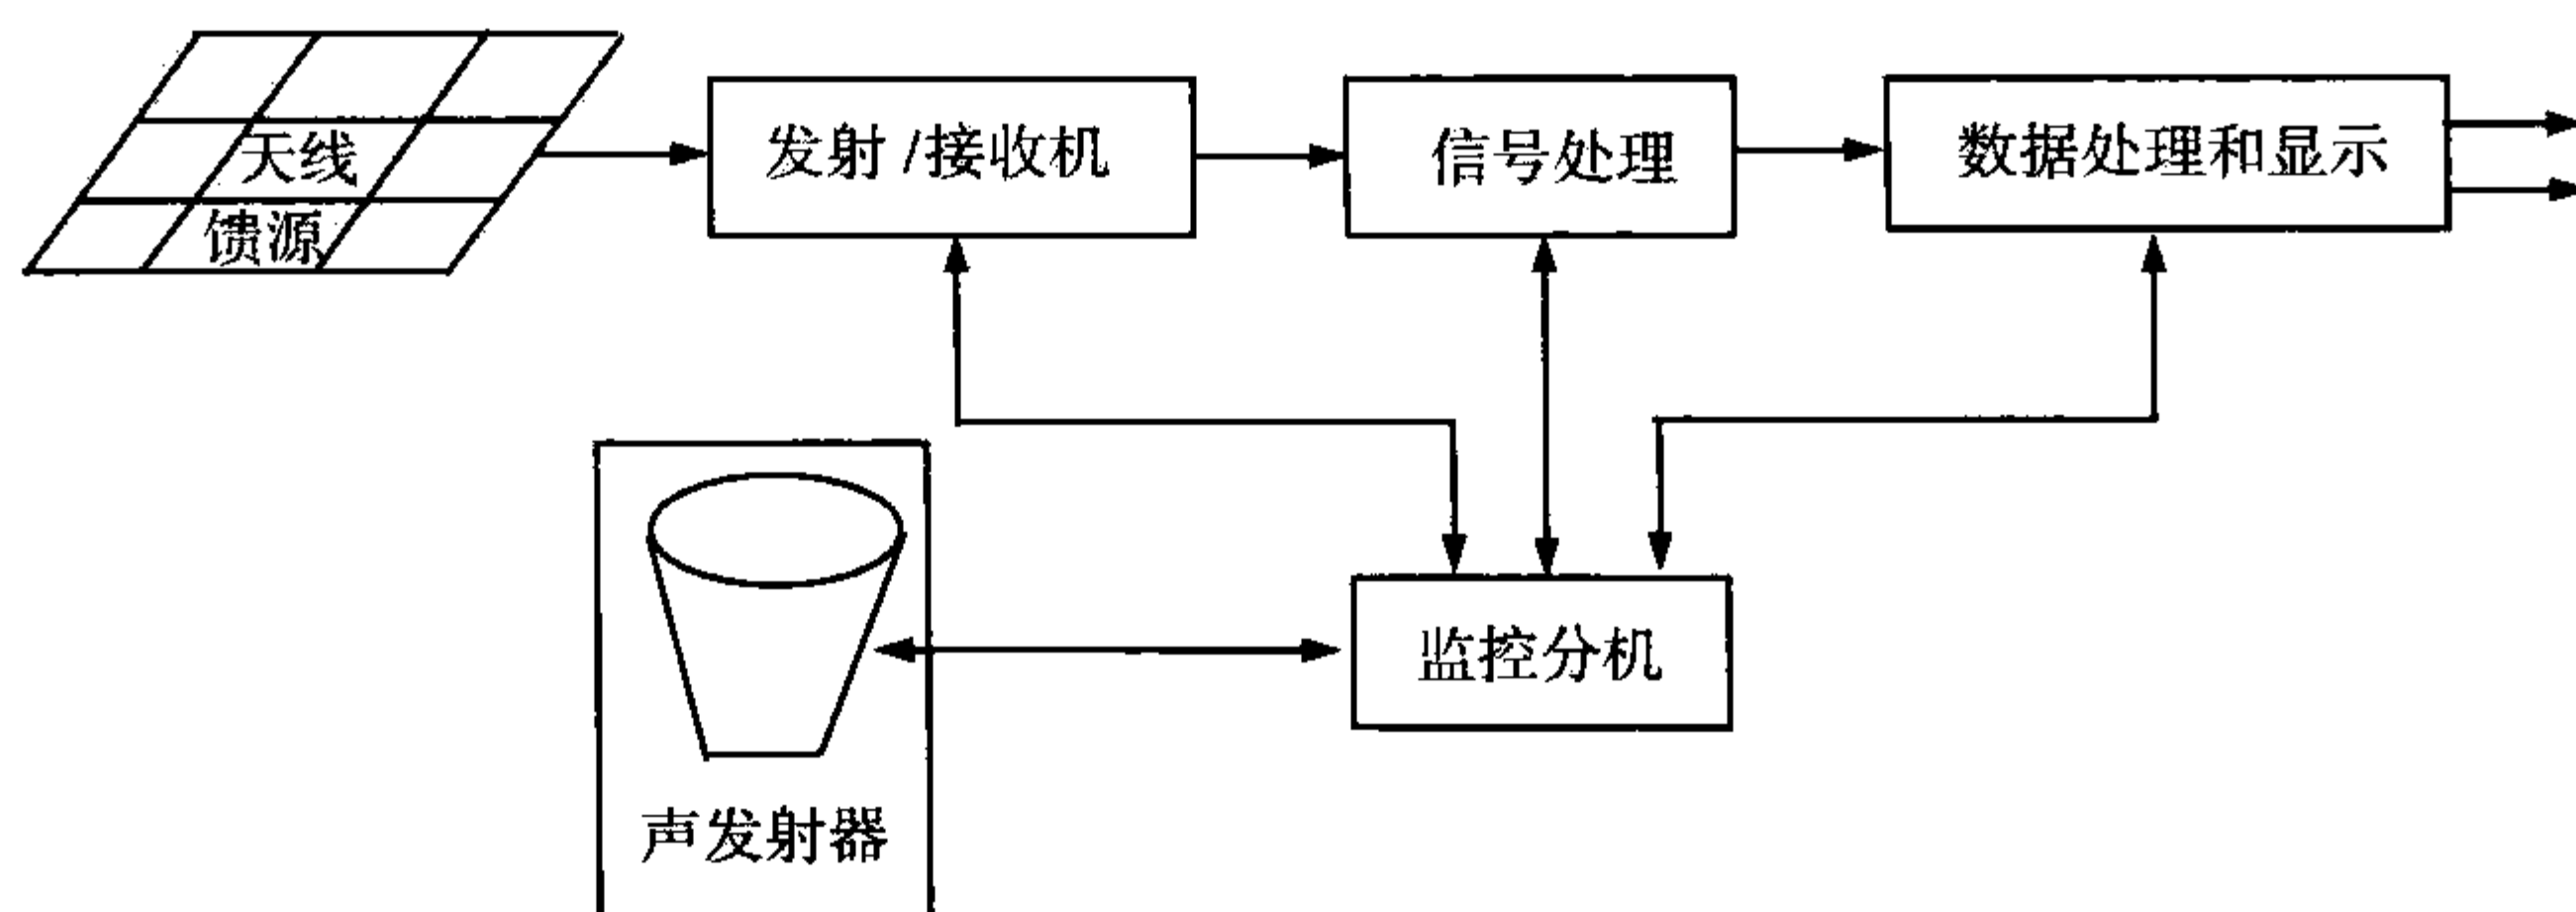 天线
馈源
发射/接收机
信号处理
数据处理和显示
监控分机
声发射器